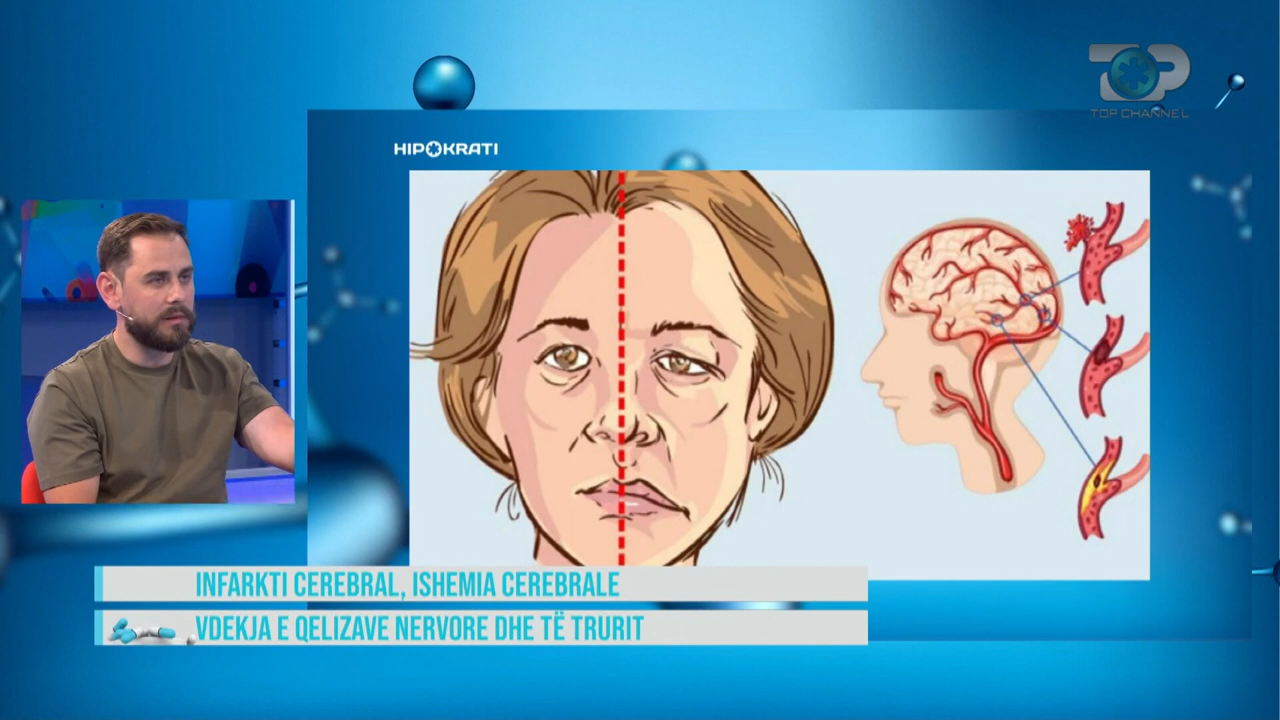 TOP CHANNEL
HIPOKRATI
INFARKTI CEREBRAL, ISHEMIA CEREBRALE
VDEKJA E QELIZAVE NERVORE DHE TË TRURIT